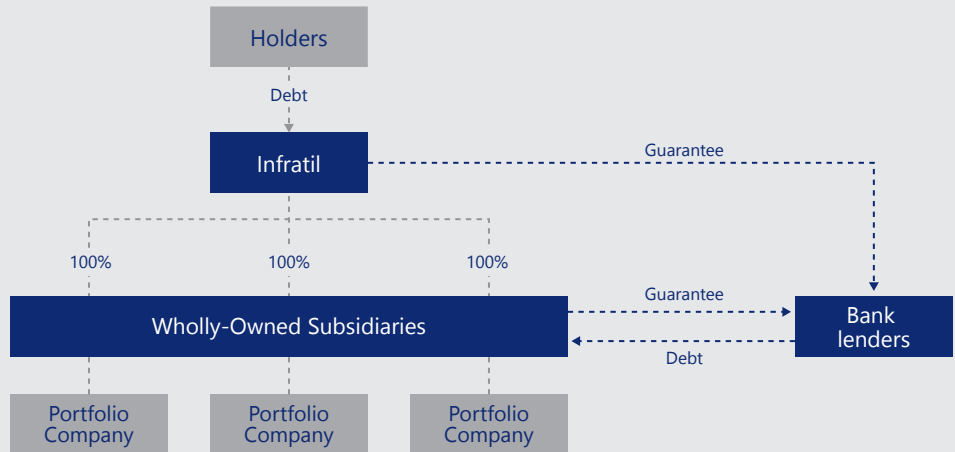 Holders
Debt
Infratil
Guarantee
100%
100%
100%
Wholly-Owned Subsidiaries
Guarantee
Debt
Bank
lenders
Portfolio
Company
Portfolio
Company
Portfolio
Company